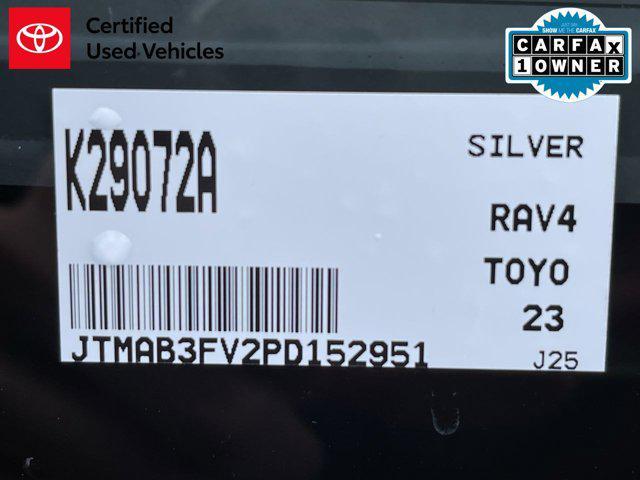 Certified
Used Vehicles
SHOW ME THE CARFAX
CARFAX
1 OWNER
K29072A
SILVER
RAV4
TOYO
23
JTMAB3FV2PD152951
J25